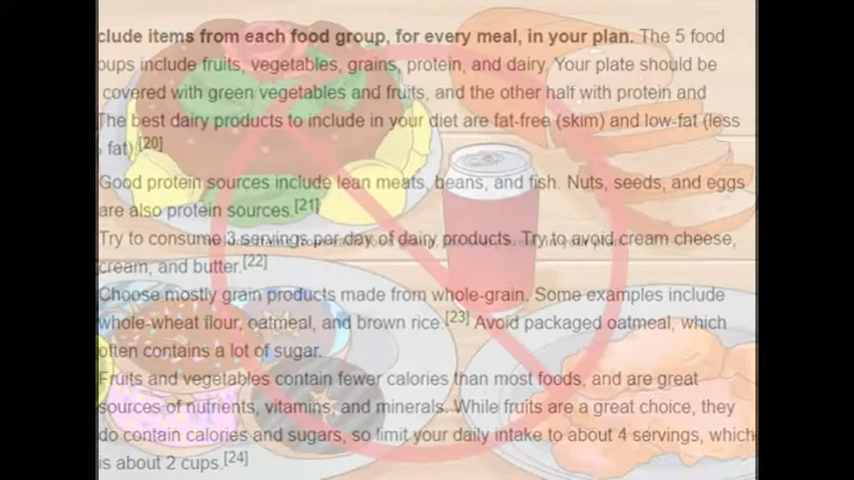 clude items from each food group, for every meal, in your plan. The 5 food
oups include fruits, vegetables, grains, protein, and dairy. Your plate should be
covered with green vegetables and fruits, and the other half with protein and
The best dairy products to include in your diet are fat-free (skim) and low-fat (less
fat).[20]
Good protein sources include lean meats, beans, and fish. Nuts, seeds, and eggs
are also protein sources.[21]
Try to consume 3 servings per day of dairy products. Try to avoid cream cheese,
cream, and butter.[22]
Choose mostly grain products made from whole-grain. Some examples include
whole-wheat flour, oatmeal, and brown rice.[23] Avoid packaged oatmeal, which
often contains a lot of sugar.
Fruits and vegetables contain fewer calories than most foods, and are great
sources of nutrients, vitamins, and minerals. While fruits are a great choice, they
do contain calories and sugars, so limit your daily intake to about 4 servings, which
is about 2 cups.[24]